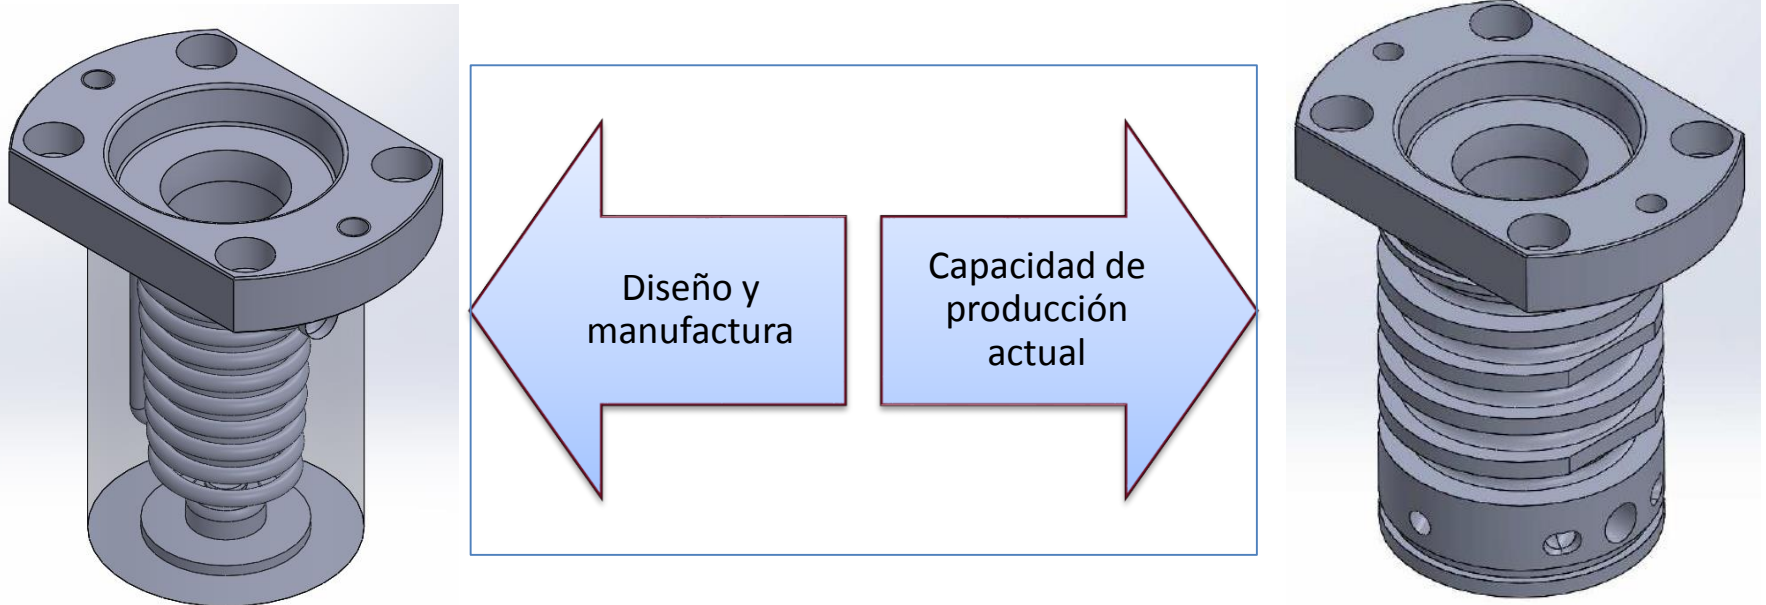 Diseño y
manufactura
Capacidad de
producción
actual